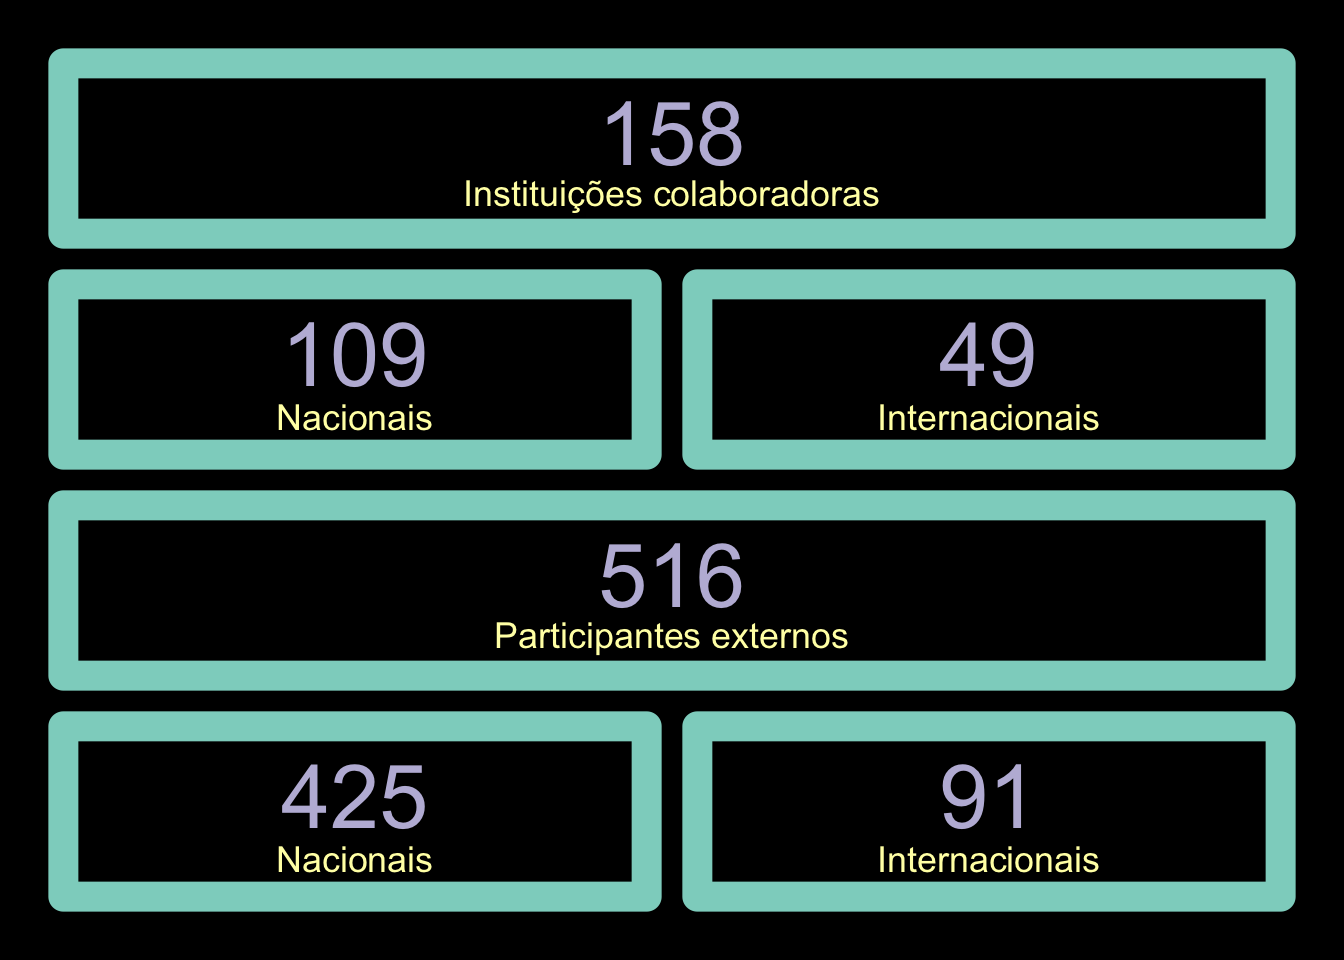 158
Instituições colaboradoras
109
Nacionais
49
Internacionais
516
Participantes externos
425
Nacionais
91
Internacionais